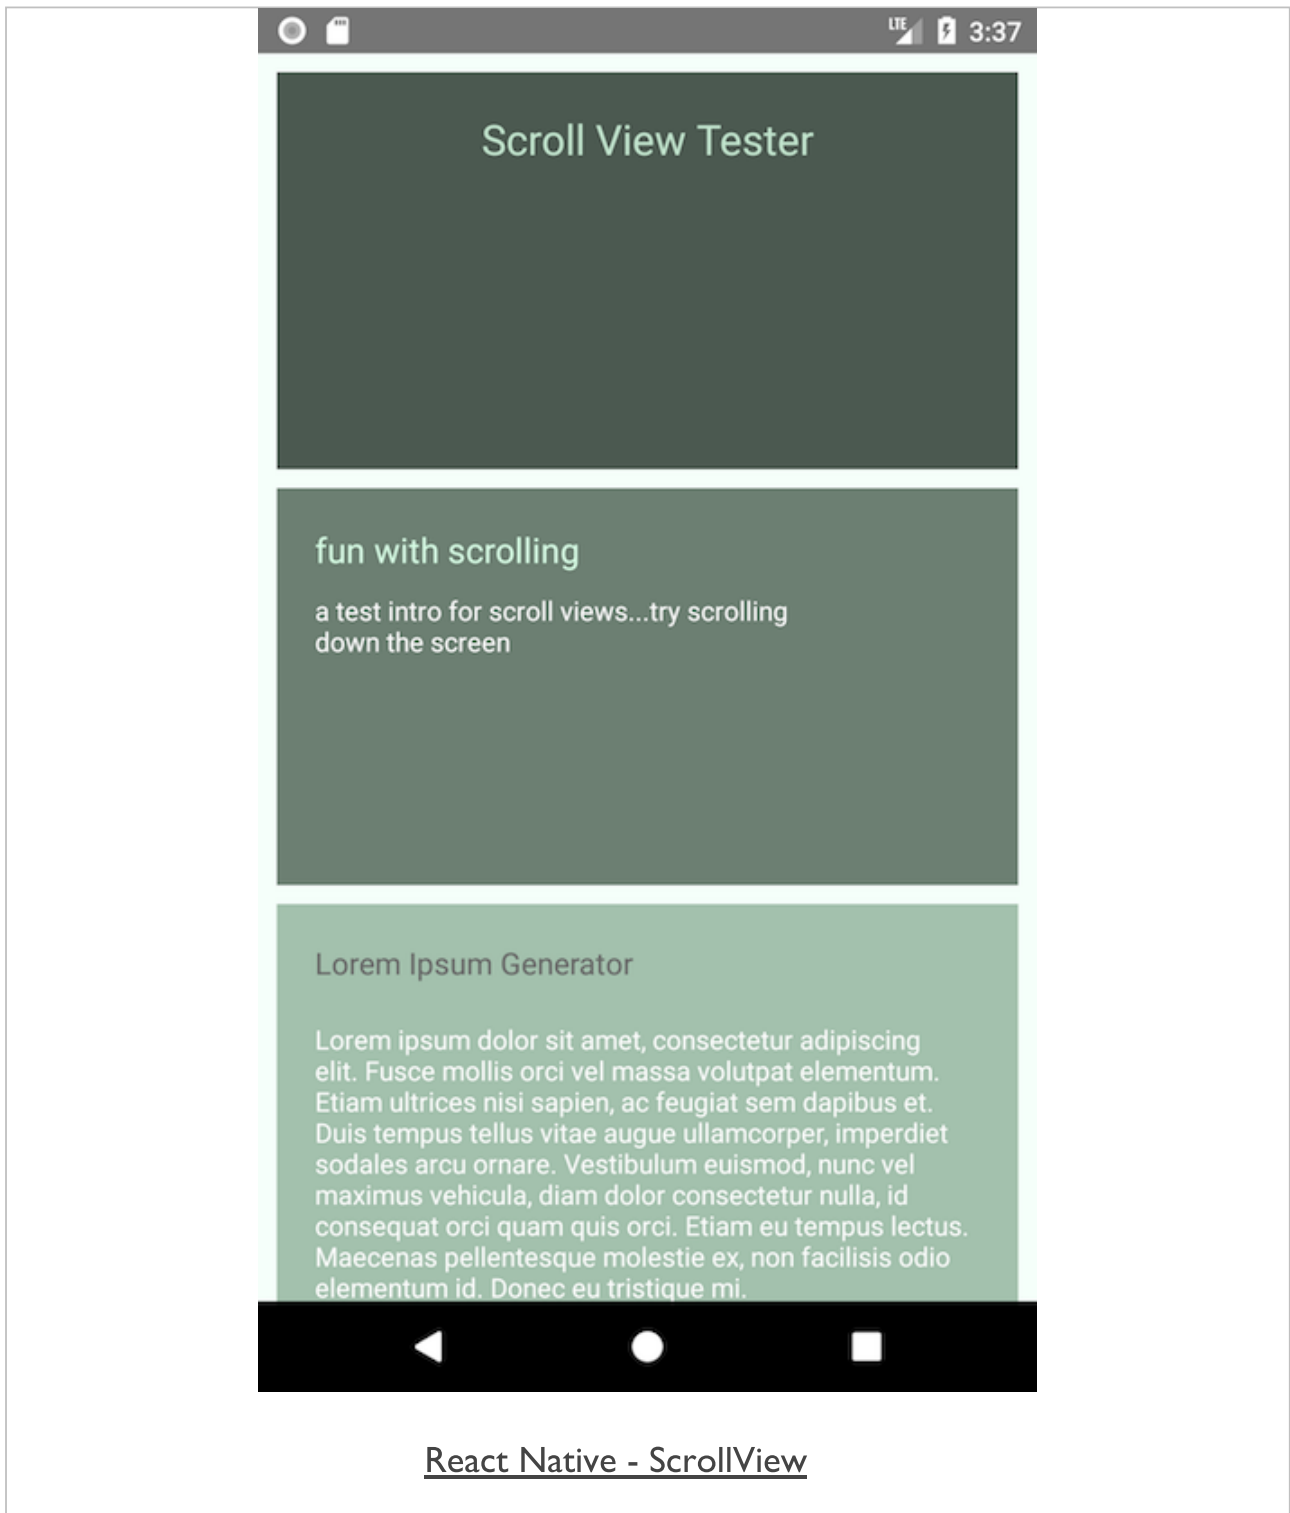 LTE 3:37
Scroll View Tester
fun with scrolling
a test intro for scroll views...try scrolling
down the screen
Lorem Ipsum Generator
Lorem ipsum dolor sit amet, consectetur adipiscing
elit. Fusce mollis orci vel massa volutpat elementum.
Etiam ultrices nisi sapien, ac feugiat sem dapibus et.
Duis tempus tellus vitae augue ullamcorper, imperdiet
sodales arcu ornare. Vestibulum euismod, nunc vel
maximus vehicula, diam dolor consectetur nulla, id
consequat orci quam quis orci. Etiam eu tempus lectus.
Maecenas pellentesque molestie ex, non facilisis odio
elementum id. Donec eu tristique mi.
React Native - ScrollView